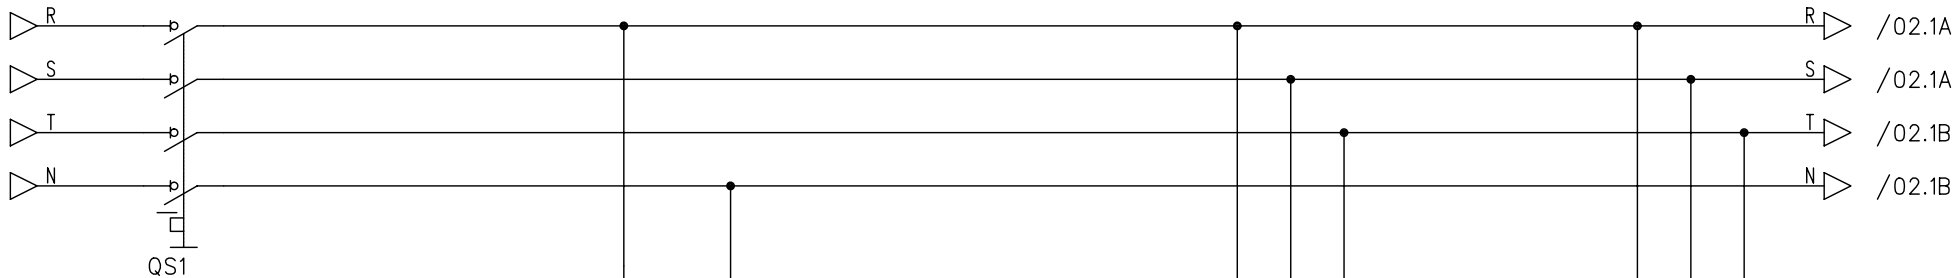 R R /02.1A
S S /02.1A
T T /02.1B
N N /02.1B
QS1